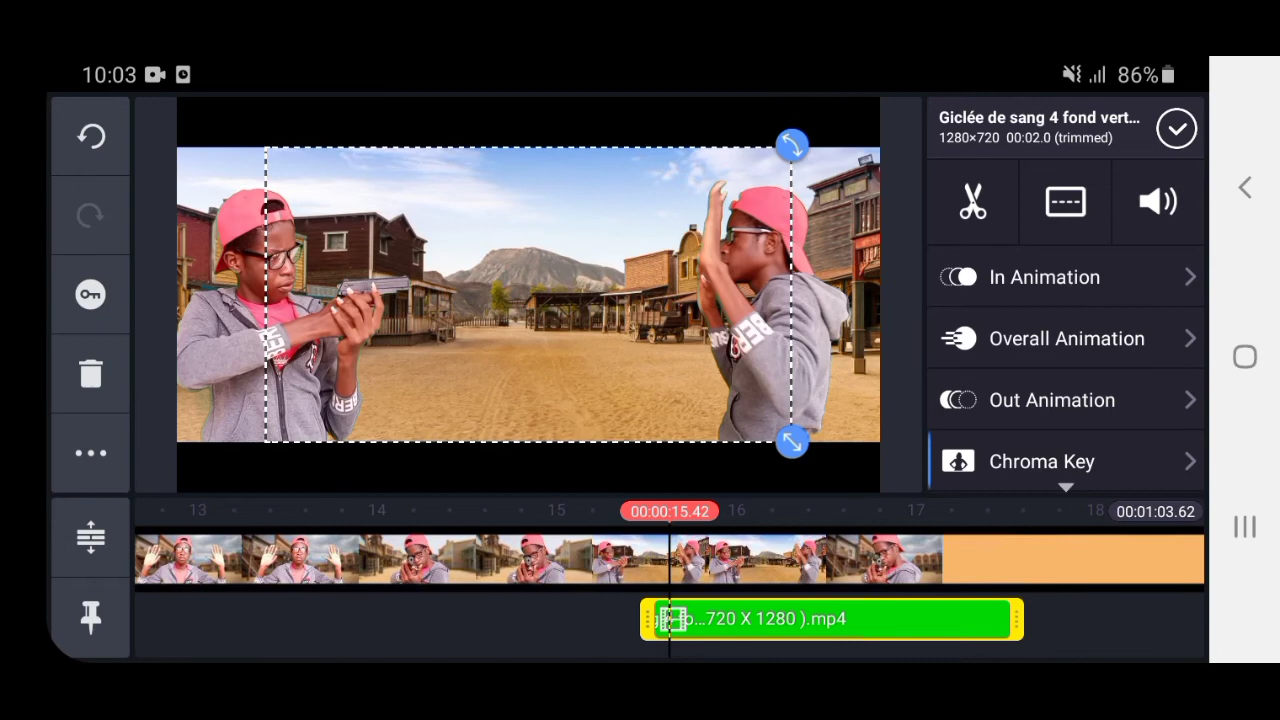 10:03
86%
Giclée de sang 4 fond vert...
1280×720 00:02.0 (trimmed)
In Animation
Overall Animation
Out Animation
Chroma Key
13
14
15
00:00:15.42
16
17
18
00:01:03.62
...720 X 1280 ).mp4